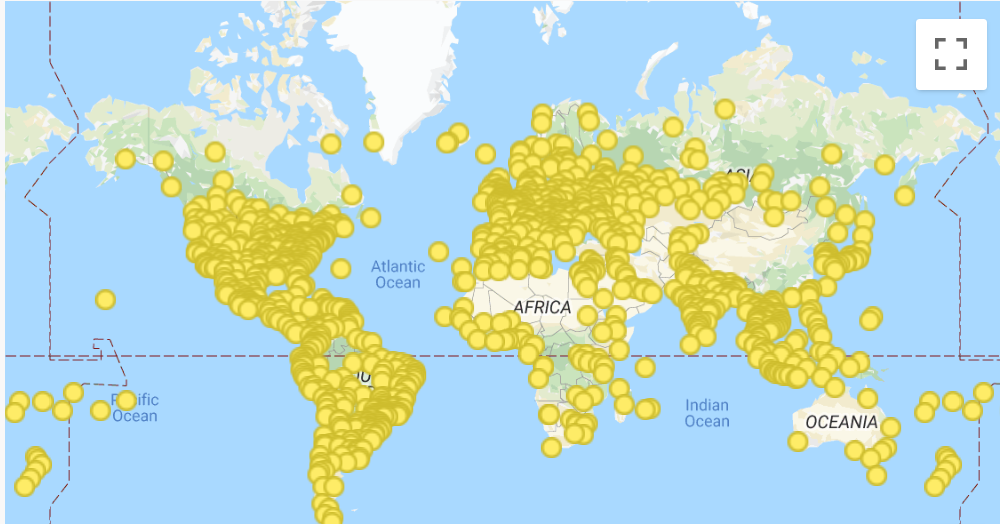 ASIA
Atlantic
Ocean
AFRICA
Pacific
Ocean
Indian
Ocean
OCEANIA